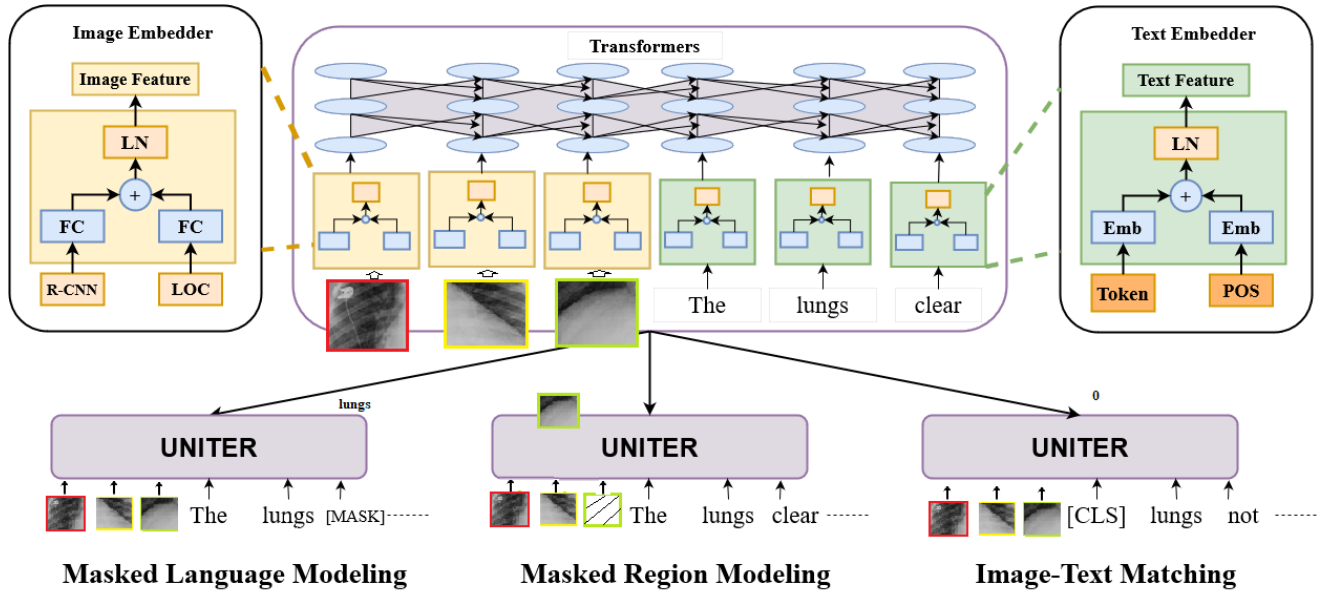 Image Embedder
Image Feature
LN
+
FC
FC
R-CNN
LOC
Transformers
The
lungs
clear
Text Embedder
Text Feature
LN
+
Emb
Emb
Token
POS
lungs
UNITER
The lungs [MASK] --------
Masked Language Modeling
UNITER
The lungs clear --------
Masked Region Modeling
0
UNITER
[CLS] lungs not --------
Image-Text Matching